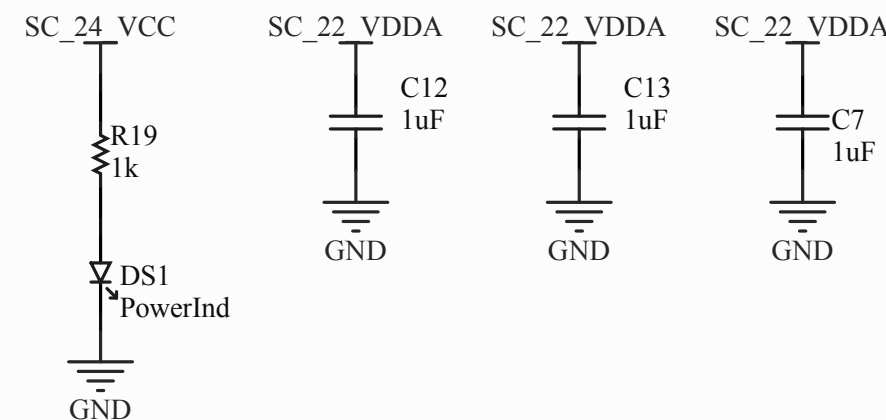 SC_24_VCC
R19
1k
DS1
PowerInd
GND
SC_22_VDDA
C12
1uF
GND
SC_22_VDDA
C13
1uF
GND
SC_22_VDDA
C7
1uF
GND